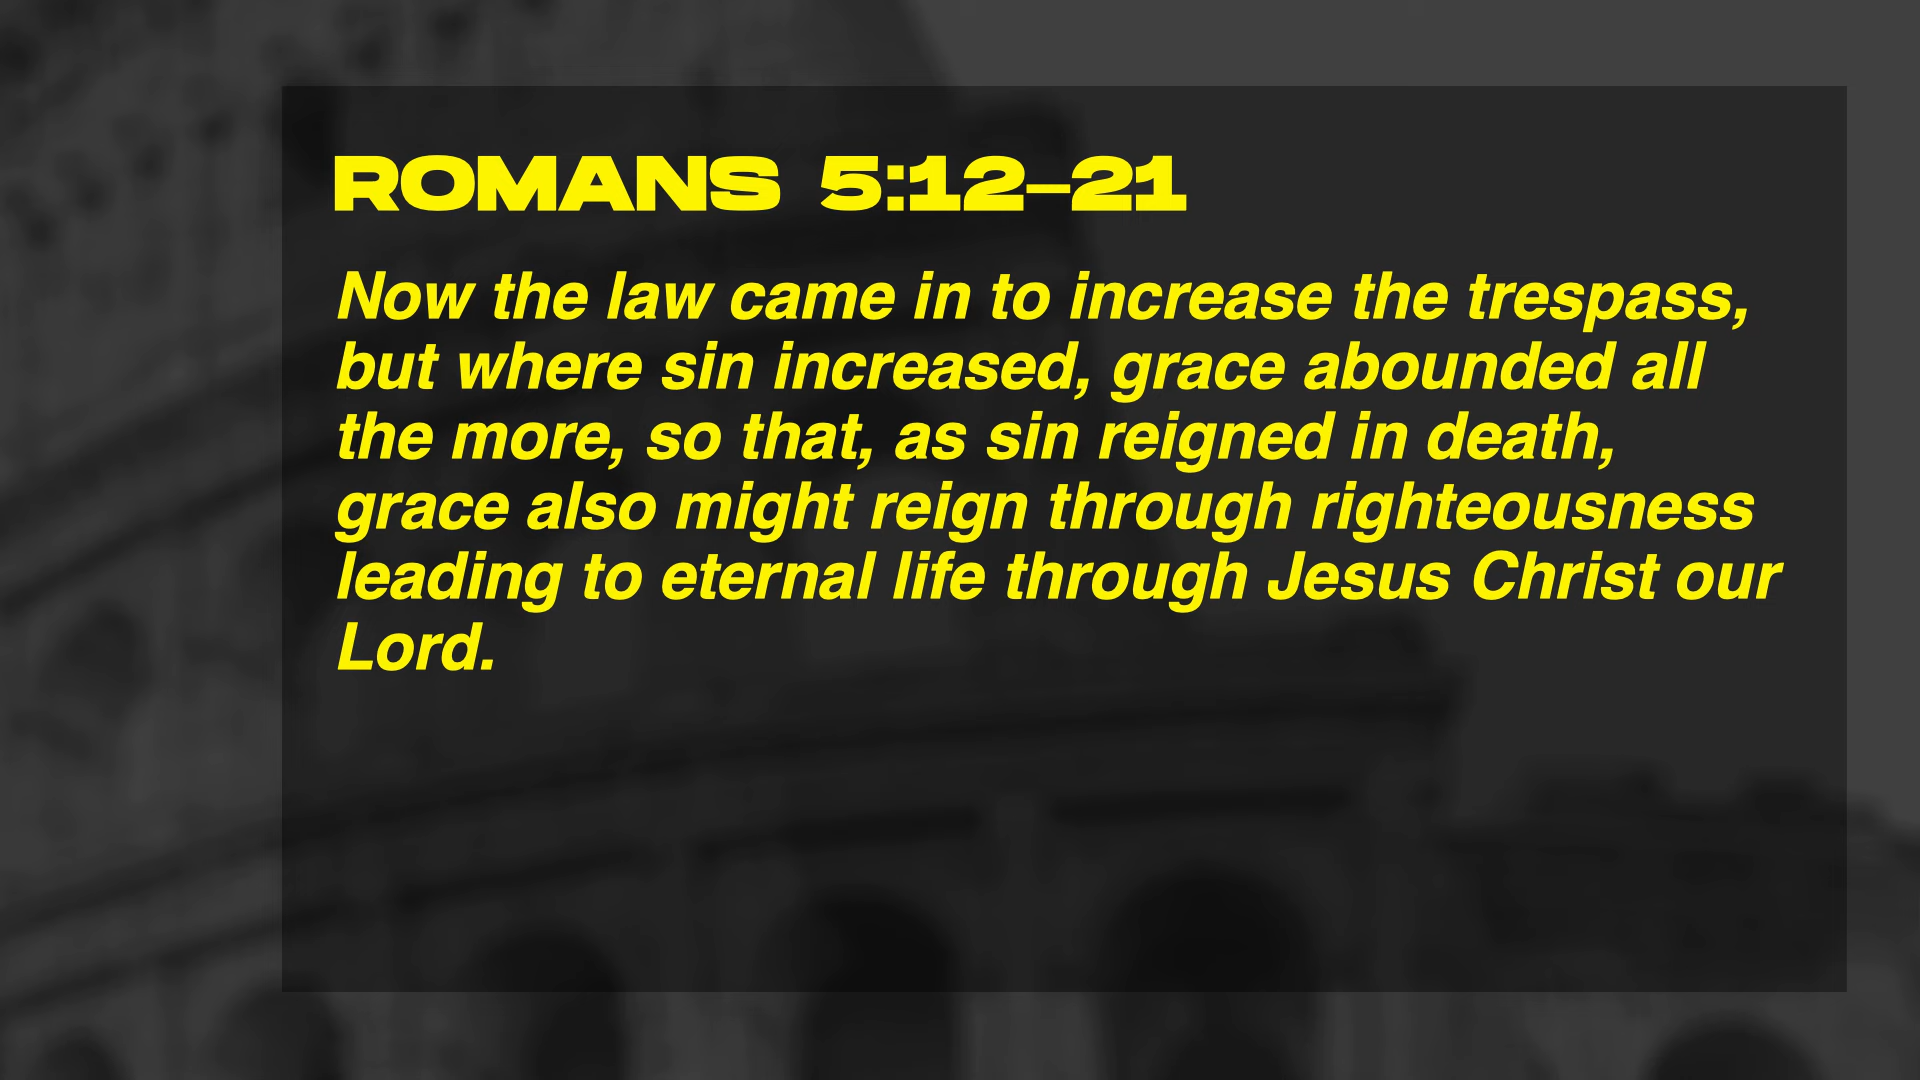 ROMANS 5:12–21
Now the law came in to increase the trespass,
but where sin increased, grace abounded all
the more, so that, as sin reigned in death,
grace also might reign through righteousness
leading to eternal life through Jesus Christ our
Lord.